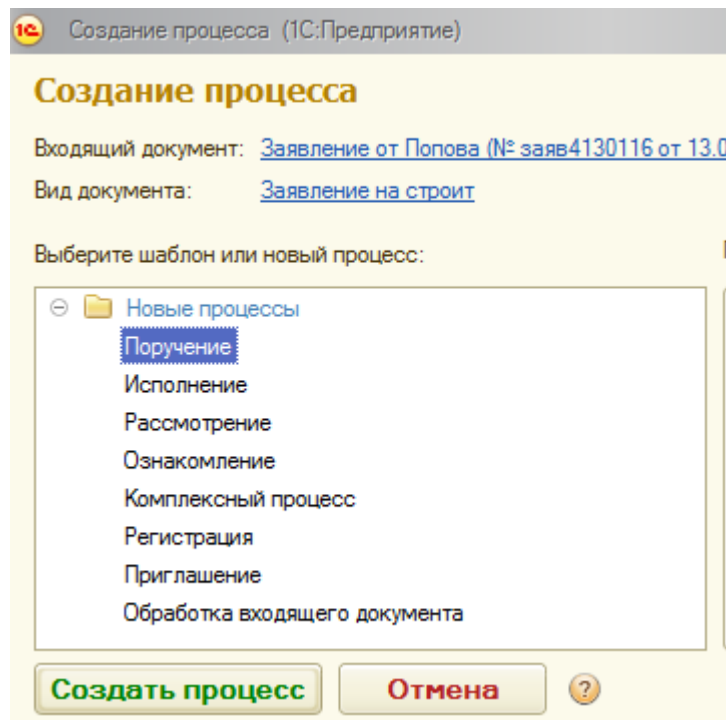 1С Создание процесса (1С:Предприятие)
Создание процесса
Входящий документ: Заявление от Попова (№ заяв4130116 от 13.0
Вид документа: Заявление на строит
Выберите шаблон или новый процесс:
Новые процессы
Поручение
Исполнение
Рассмотрение
Ознакомление
Комплексный процесс
Регистрация
Приглашение
Обработка входящего документа
Создать процесс Отмена ?